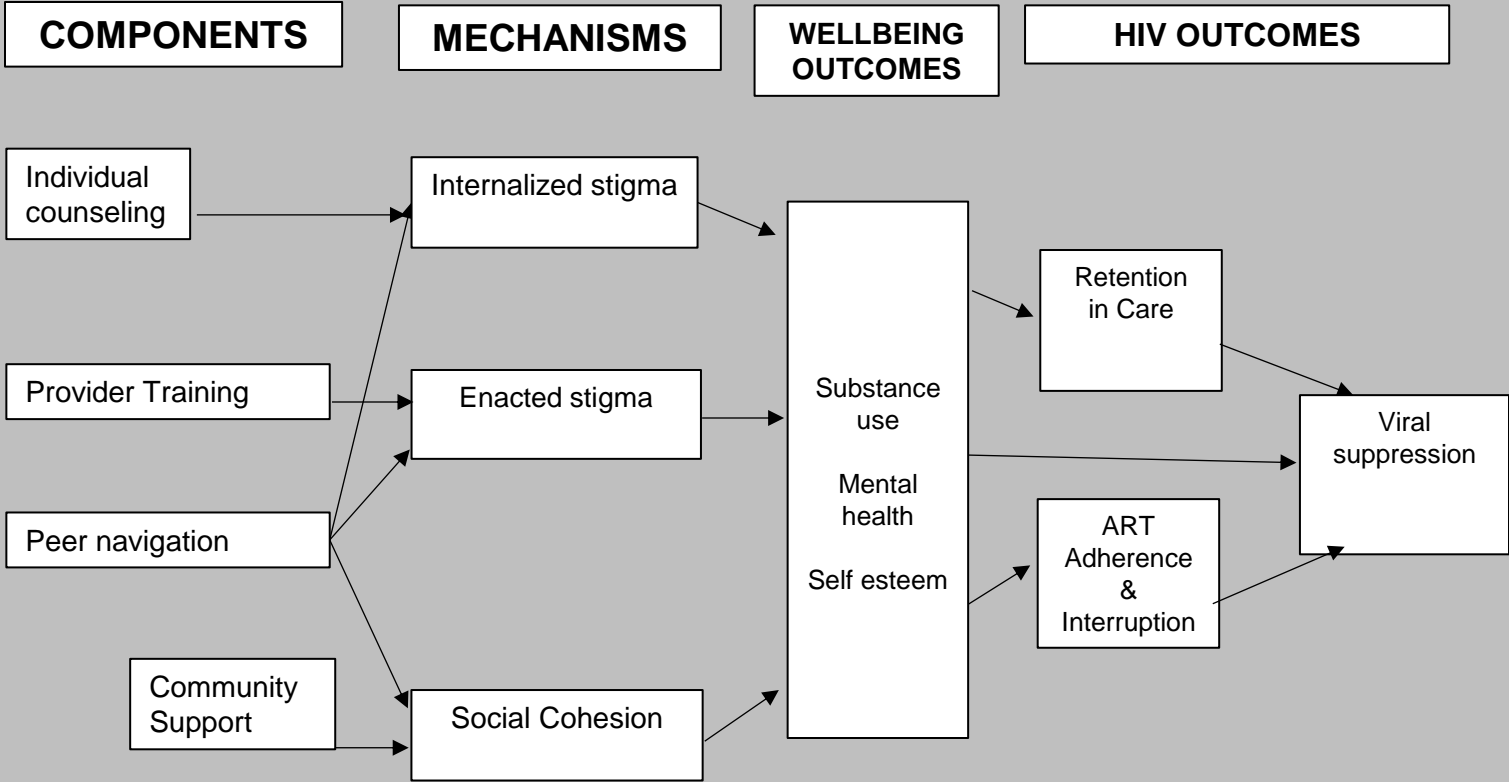 COMPONENTS
MECHANISMS
WELLBEING
OUTCOMES
HIV OUTCOMES
Individual
counseling
Provider Training
Peer navigation
Community
Support
Internalized stigma
Enacted stigma
Social Cohesion
Substance
use
Mental
health
Self esteem
Retention
in Care
ART
Adherence
&
Interruption
Viral
suppression